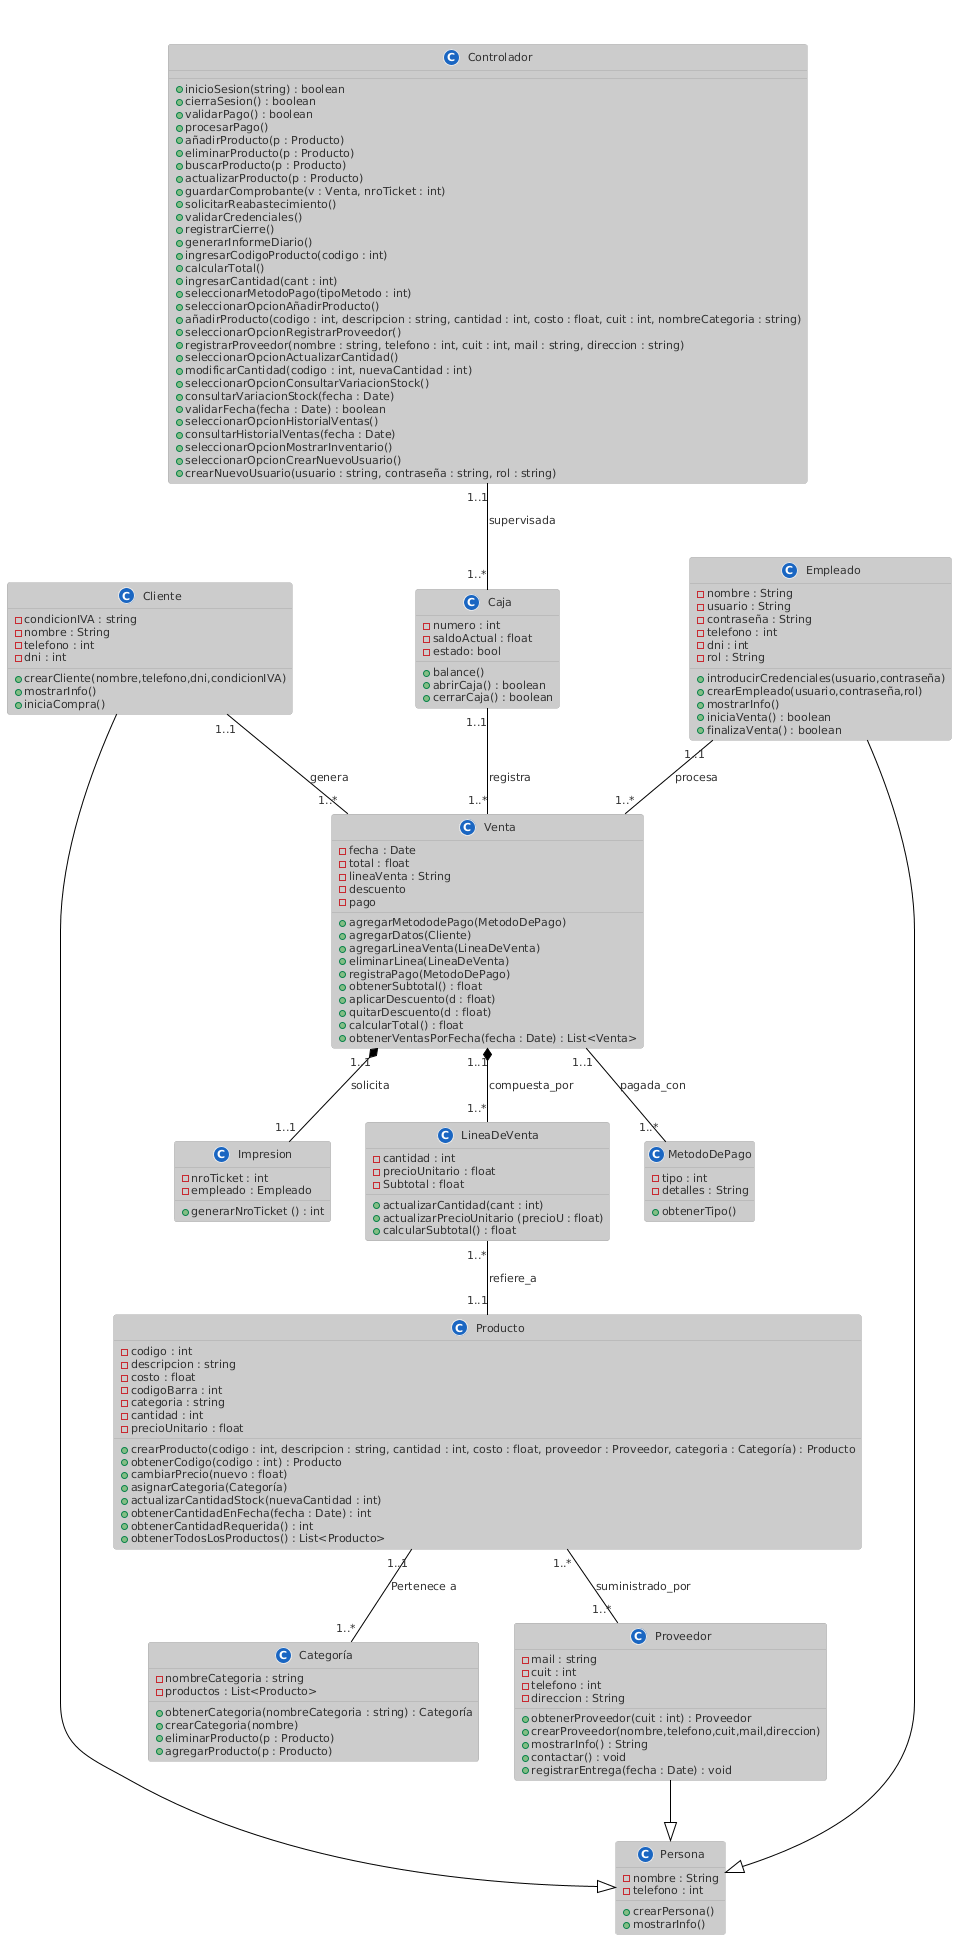 C Controlador
inicioSesion(string) : boolean
cierraSesion() : boolean
validarPago() : boolean
procesarPago()
añadirProducto(p : Producto)
eliminarProducto(p : Producto)
buscarProducto(p : Producto)
actualizarProducto(p : Producto)
guardarComprobante(v : Venta, nroTicket : int)
solicitarReabastecimiento()
validarCredenciales()
registrarCierre()
generarInformeDiario()
ingresarCodigoProducto(codigo : int)
calcularTotal()
ingresarCantidad(cant : int)
seleccionarMetodoPago(tipoMetodo : int)
seleccionarOpcionAñadirProducto()
añadirProducto(codigo : int, descripcion : string, cantidad : int, costo : float, cuit : int, nombreCategoria : string)
seleccionarOpcionRegistrarProveedor()
registrarProveedor(nombre : string, telefono : int, cuit : int, mail : string, direccion : string)
seleccionarOpcionActualizarCantidad()
modificarCantidad(codigo : int, nuevaCantidad : int)
seleccionarOpcionConsultarVariacionStock()
consultarVariacionStock(fecha : Date)
validarFecha(fecha : Date) : boolean
seleccionarOpcionHistorialVentas()
consultarHistorialVentas(fecha : Date)
seleccionarOpcionMostrarInventario()
seleccionarOpcionCrearNuevoUsuario()
crearNuevoUsuario(usuario : string, contraseña : string, rol : string)
1..1
supervisada
1..*
C Cliente
condicionIVA : string
nombre : String
telefono : int
dni : int
crearCliente(nombre,telefono,dni,condicionIVA)
mostrarInfo()
iniciaCompra()
C Caja
numero : int
saldoActual : float
estado: bool
balance()
abrirCaja() : boolean
cerrarCaja() : boolean
C Empleado
nombre : String
usuario : String
contraseña : String
telefono : int
dni : int
rol : String
introducirCredenciales(usuario,contraseña)
crearEmpleado(usuario,contraseña,rol)
mostrarInfo()
iniciaVenta() : boolean
finalizaVenta() : boolean
1..1
genera
1..*
1..1
registra
1..*
1..1
procesa
1..*
C Venta
fecha : Date
total : float
lineaVenta : String
descuento
pago
agregarMetododePago(MetodoDePago)
agregarDatos(Cliente)
agregarLineaVenta(LineaDeVenta)
eliminarLinea(LineaDeVenta)
registraPago(MetodoDePago)
obtenerSubtotal() : float
aplicarDescuento(d : float)
quitarDescuento(d : float)
calcularTotal() : float
obtenerVentasPorFecha(fecha : Date) : List<Venta>
1..1
solicita
1..1
1..1
compuesta_por
1..*
1..1
pagada_con
1..*
C Impresion
nroTicket : int
empleado : Empleado
generarNroTicket () : int
C LineaDeVenta
cantidad : int
precioUnitario : float
Subtotal : float
actualizarCantidad(cant : int)
actualizarPrecioUnitario (precioU : float)
calcularSubtotal() : float
C MetodoDePago
tipo : int
detalles : String
obtenerTipo()
1..*
refiere_a
1..1
C Producto
codigo : int
descripcion : string
costo : float
codigoBarra : int
categoria : string
cantidad : int
precioUnitario : float
crearProducto(codigo : int, descripcion : string, cantidad : int, costo : float, proveedor : Proveedor, categoria : Categoría) : Producto
obtenerCodigo(codigo : int) : Producto
cambiarPrecio(nuevo : float)
asignarCategoria(Categoría)
actualizarCantidadStock(nuevaCantidad : int)
obtenerCantidadEnFecha(fecha : Date) : int
obtenerCantidadRequerida() : int
obtenerTodosLosProductos() : List<Producto>
1..1
Pertenece a
1..*
1..*
suministrado_por
1..*
C Categoría
nombreCategoria : string
productos : List<Producto>
obtenerCategoria(nombreCategoria : string) : Categoría
crearCategoria(nombre)
eliminarProducto(p : Producto)
agregarProducto(p : Producto)
C Proveedor
mail : string
cuit : int
telefono : int
direccion : String
obtenerProveedor(cuit : int) : Proveedor
crearProveedor(nombre,telefono,cuit,mail,direccion)
mostrarInfo() : String
contactar() : void
registrarEntrega(fecha : Date) : void
C Persona
nombre : String
telefono : int
crearPersona()
mostrarInfo()